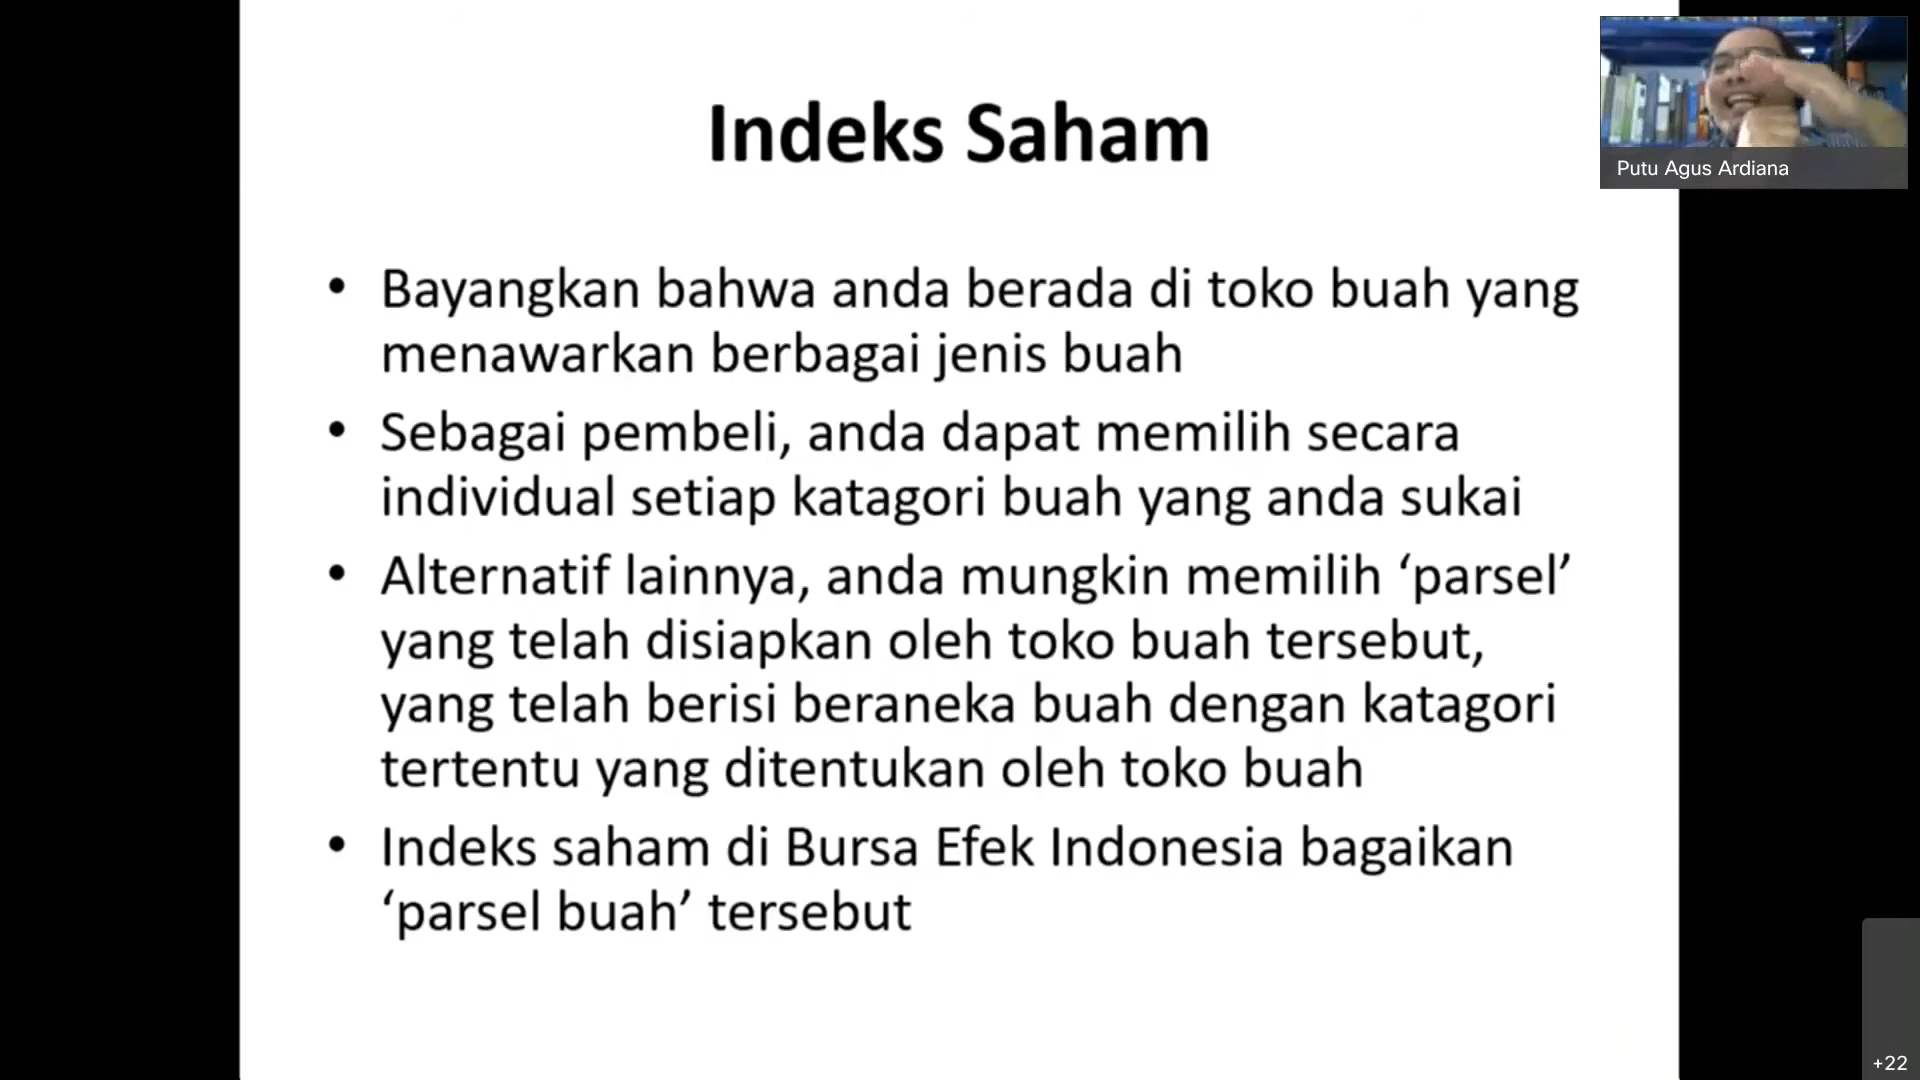 Indeks Saham
Putu Agus Ardiana
• Bayangkan bahwa anda berada di toko buah yang
menawarkan berbagai jenis buah
• Sebagai pembeli, anda dapat memilih secara
individual setiap katagori buah yang anda sukai
• Alternatif lainnya, anda mungkin memilih ‘parsel’
yang telah disiapkan oleh toko buah tersebut,
yang telah berisi beraneka buah dengan katagori
tertentu yang ditentukan oleh toko buah
• Indeks saham di Bursa Efek Indonesia bagaikan
‘parsel buah’ tersebut
+22